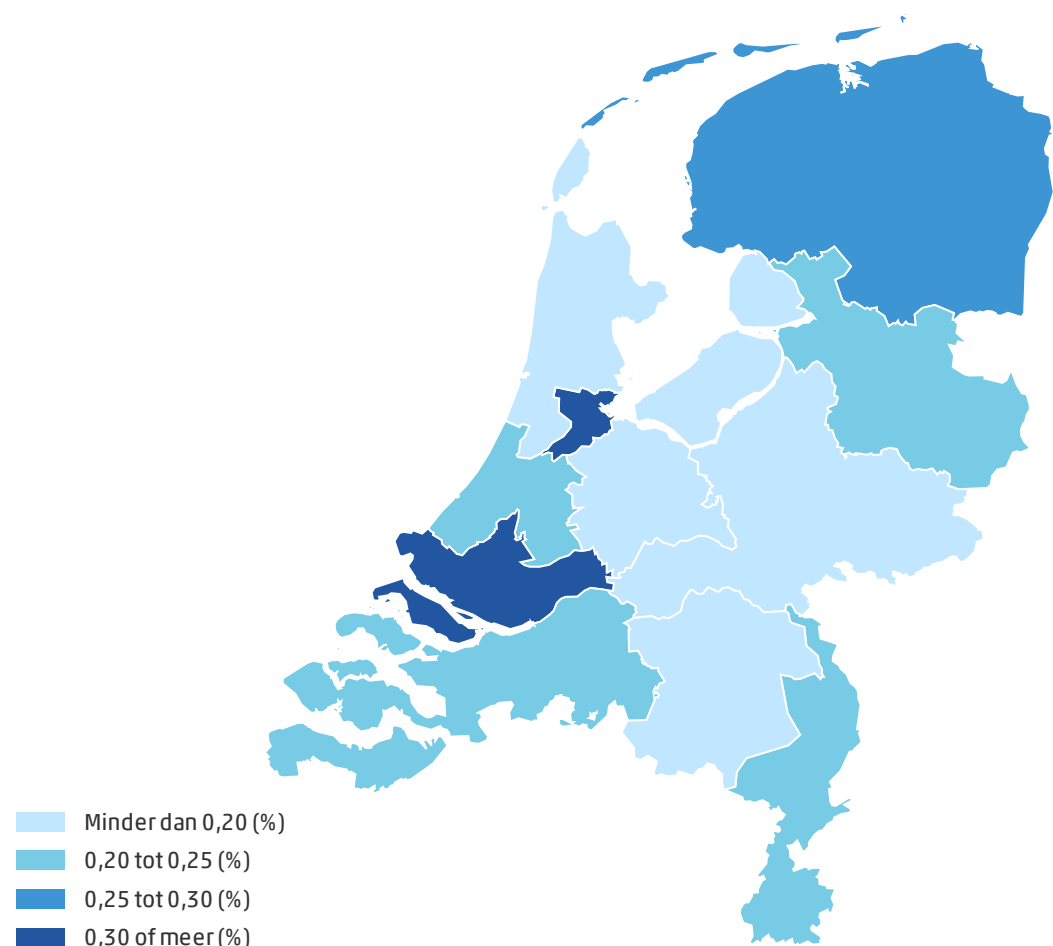 Minder dan 0,20 (%)
0,20 tot 0,25 (%)
0,25 tot 0,30 (%)
0,30 of meer (%)